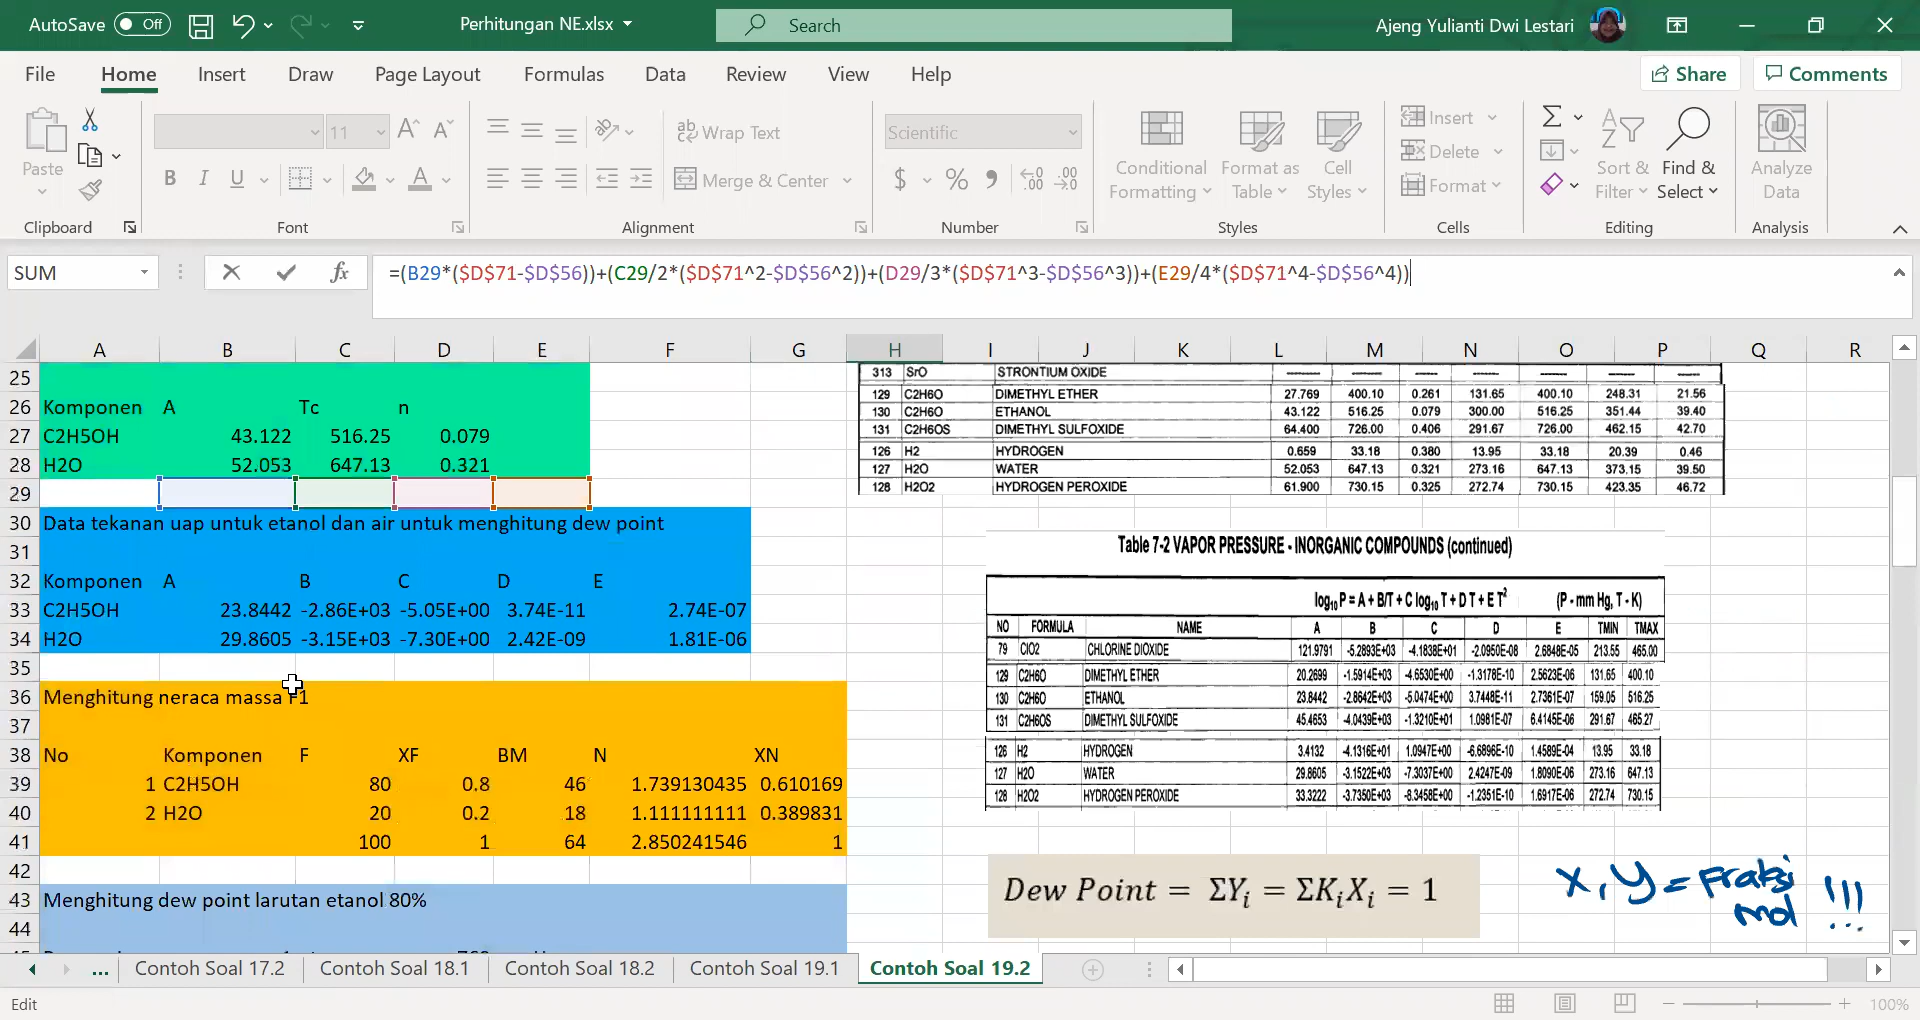 AutoSave Off Perhitungan NE.xlsx Search Ajeng Yulianti Dwi Lestari
File Home Insert Draw Page Layout Formulas Data Review View Help Share Comments
Paste 11 A A ab Wrap Text Scientific Conditional Formatting Format as Table Cell Styles Insert Delete Format Sort & Filter Find & Select Analyze Data
B I U A Merge & Center $ % 9 .00
Clipboard Font Alignment Number Styles Cells Editing Analysis
SUM fx =(B29*($D$71-$D$56))+(C29/2*($D$71^2-$D$56^2))+(D29/3*($D$71^3-$D$56^3))+(E29/4*($D$71^4-$D$56^4))
A B C D E F G H I J K L M N O P Q R
25
26 Komponen A Tc n
27 C2H5OH 43.122 516.25 0.079
28 H2O 52.053 647.13 0.321
29
30 Data tekanan uap untuk etanol dan air untuk menghitung dew point
31
32 Komponen A B C D E
33 C2H5OH 23.8442 -2.86E+03 -5.05E+00 3.74E-11 2.74E-07
34 H2O 29.8605 -3.15E+03 -7.30E+00 2.42E-09 1.81E-06
35
36 Menghitung neraca massa F1
37
38 No Komponen F XF BM N XN
39 1 C2H5OH 80 0.8 46 1.739130435 0.610169
40 2 H2O 20 0.2 18 1.111111111 0.389831
41 100 1 64 2.850241546 1
42
43 Menghitung dew point larutan etanol 80%
44
313 SrO STRONTIUM OXIDE ------- ------- ----- ------- ------- ------- -----
129 C2H6O DIMETHYL ETHER 27.769 400.10 0.261 131.65 400.10 248.31 21.56
130 C2H6O ETHANOL 43.122 516.25 0.079 300.00 516.25 351.44 39.40
131 C2H6OS DIMETHYL SULFOXIDE 64.400 726.00 0.406 291.67 726.00 462.15 42.70
126 H2 HYDROGEN 0.659 33.18 0.380 13.95 33.18 20.39 0.46
127 H2O WATER 52.053 647.13 0.321 273.16 647.13 373.15 39.50
128 H2O2 HYDROGEN PEROXIDE 61.900 730.15 0.325 272.74 730.15 423.35 46.72
Table 7-2 VAPOR PRESSURE - INORGANIC COMPOUNDS (continued)
log10 P = A + B/T + C log10 T + D T + E T² (P - mm Hg, T - K)
NO FORMULA NAME A B C D E TMIN TMAX
79 ClO2 CHLORINE DIOXIDE 121.9791 -5.2893E+03 -4.1838E+01 -2.0950E-08 2.6848E-05 213.55 465.00
129 C2H6O DIMETHYL ETHER 20.2699 -1.5914E+03 -4.6530E+00 -1.3178E-10 2.5623E-06 131.65 400.10
130 C2H6O ETHANOL 23.8442 -2.8642E+03 -5.0474E+00 3.7448E-11 2.7361E-07 159.05 516.25
131 C2H6OS DIMETHYL SULFOXIDE 45.4653 -4.0439E+03 -1.3210E+01 1.0981E-07 6.4145E-06 291.67 465.27
126 H2 HYDROGEN 3.4132 -4.1316E+01 1.0947E+00 -6.6896E-10 1.4589E-04 13.95 33.18
127 H2O WATER 29.8605 -3.1522E+03 -7.3037E+00 2.4247E-09 1.8090E-06 273.16 647.13
128 H2O2 HYDROGEN PEROXIDE 33.3222 -3.7350E+03 -8.3458E+00 -1.2351E-10 1.6917E-06 272.74 730.15
Dew Point = ΣYi = ΣKiXi = 1
X, Y = Fraksi mol !!!
... Contoh Soal 17.2 Contoh Soal 18.1 Contoh Soal 18.2 Contoh Soal 19.1 Contoh Soal 19.2
Edit 100%